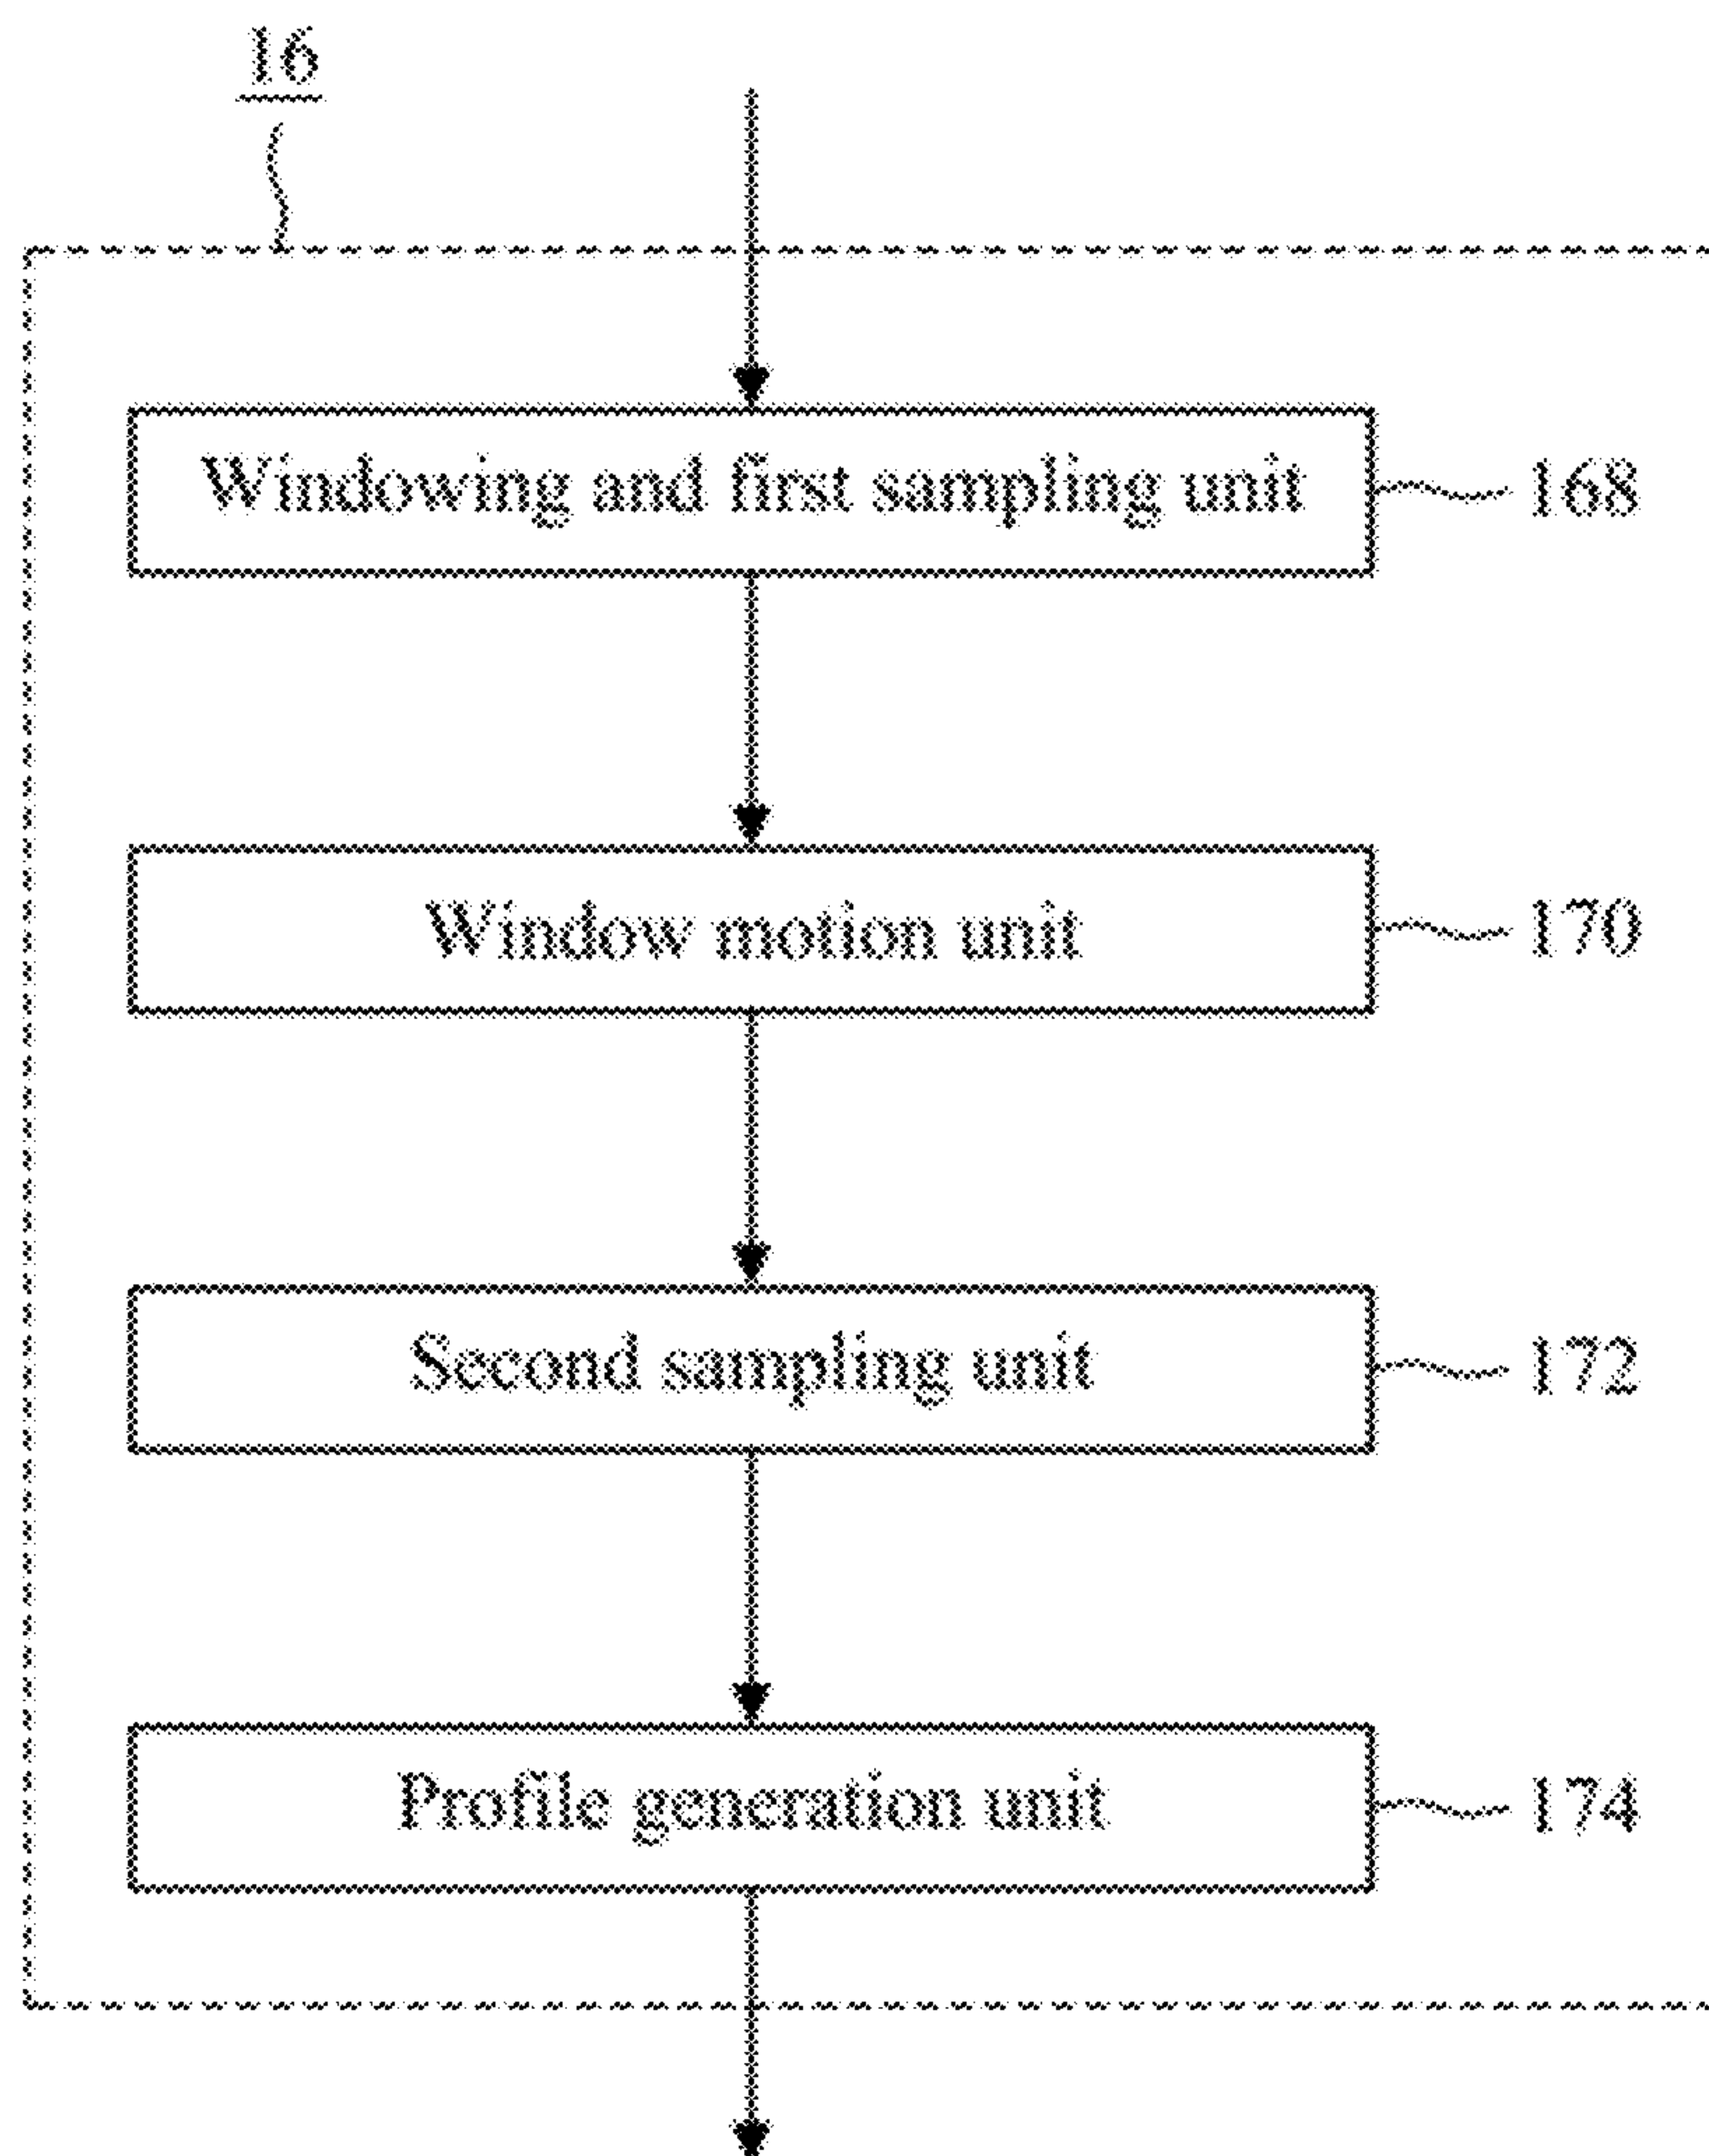 16
Windowing and first sampling unit
168
Window motion unit
170
Second sampling unit
172
Profile generation unit
174